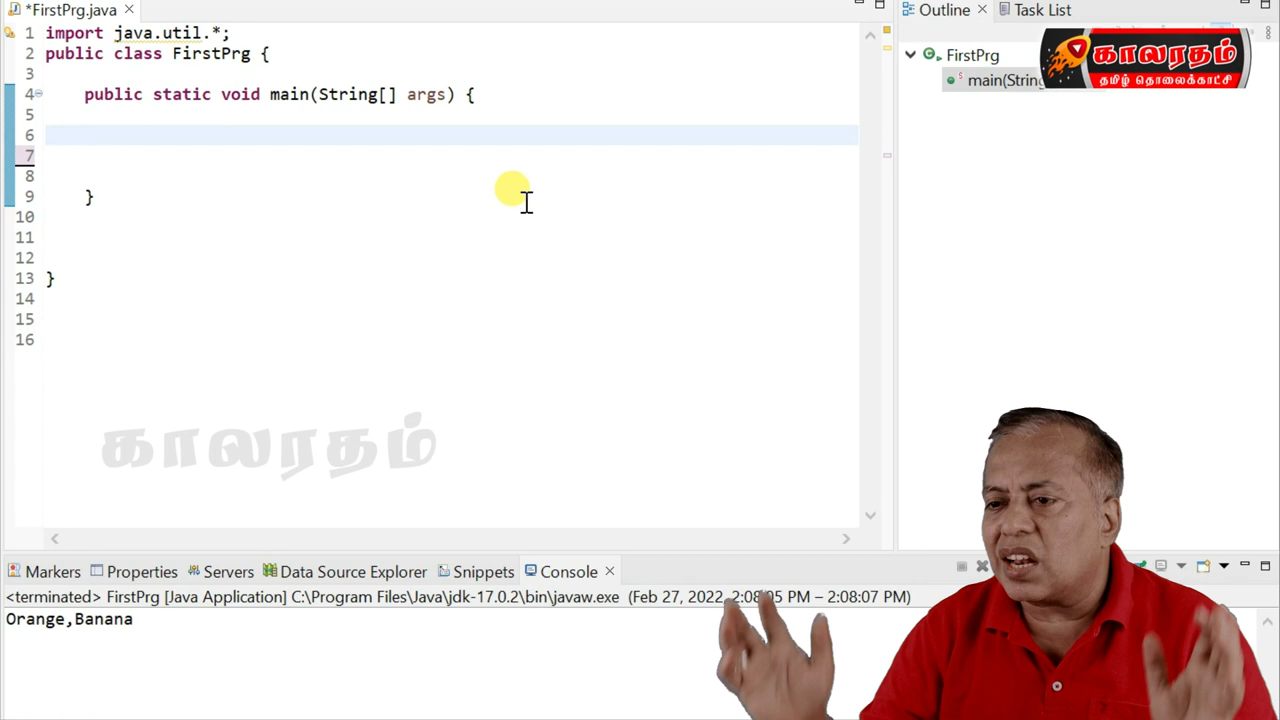 *FirstPrg.java
1 import java.util.*;
2 public class FirstPrg {
3
4 public static void main(String[] args) {
5
6
7
8
9 }
10
11
12
13 }
14
15
16
Outline
Task List
FirstPrg
main(String
காலரதம்
தமிழ் தொலைக்காட்சி
காலரதம்
Markers Properties Servers Data Source Explorer Snippets Console
<terminated> FirstPrg [Java Application] C:\Program Files\Java\jdk-17.0.2\bin\javaw.exe (Feb 27, 2022, 2:08:05 PM – 2:08:07 PM)
Orange,Banana